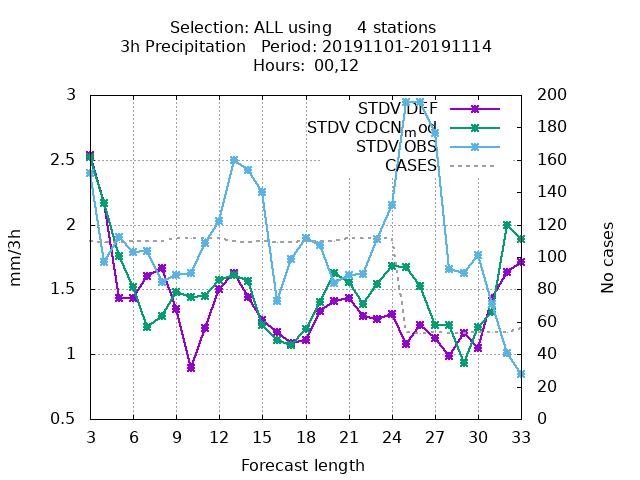 Selection: ALL using     4 stations
3h Precipitation   Period: 20191101-20191114
Hours:  00,12
STDV DEF
STDV CDCN_mod
STDV OBS
CASES
3
2.5
2
1.5
1
0.5
200
180
160
140
120
100
80
60
40
20
0
mm/3h
No cases
3 6 9 12 15 18 21 24 27 30 33
Forecast length